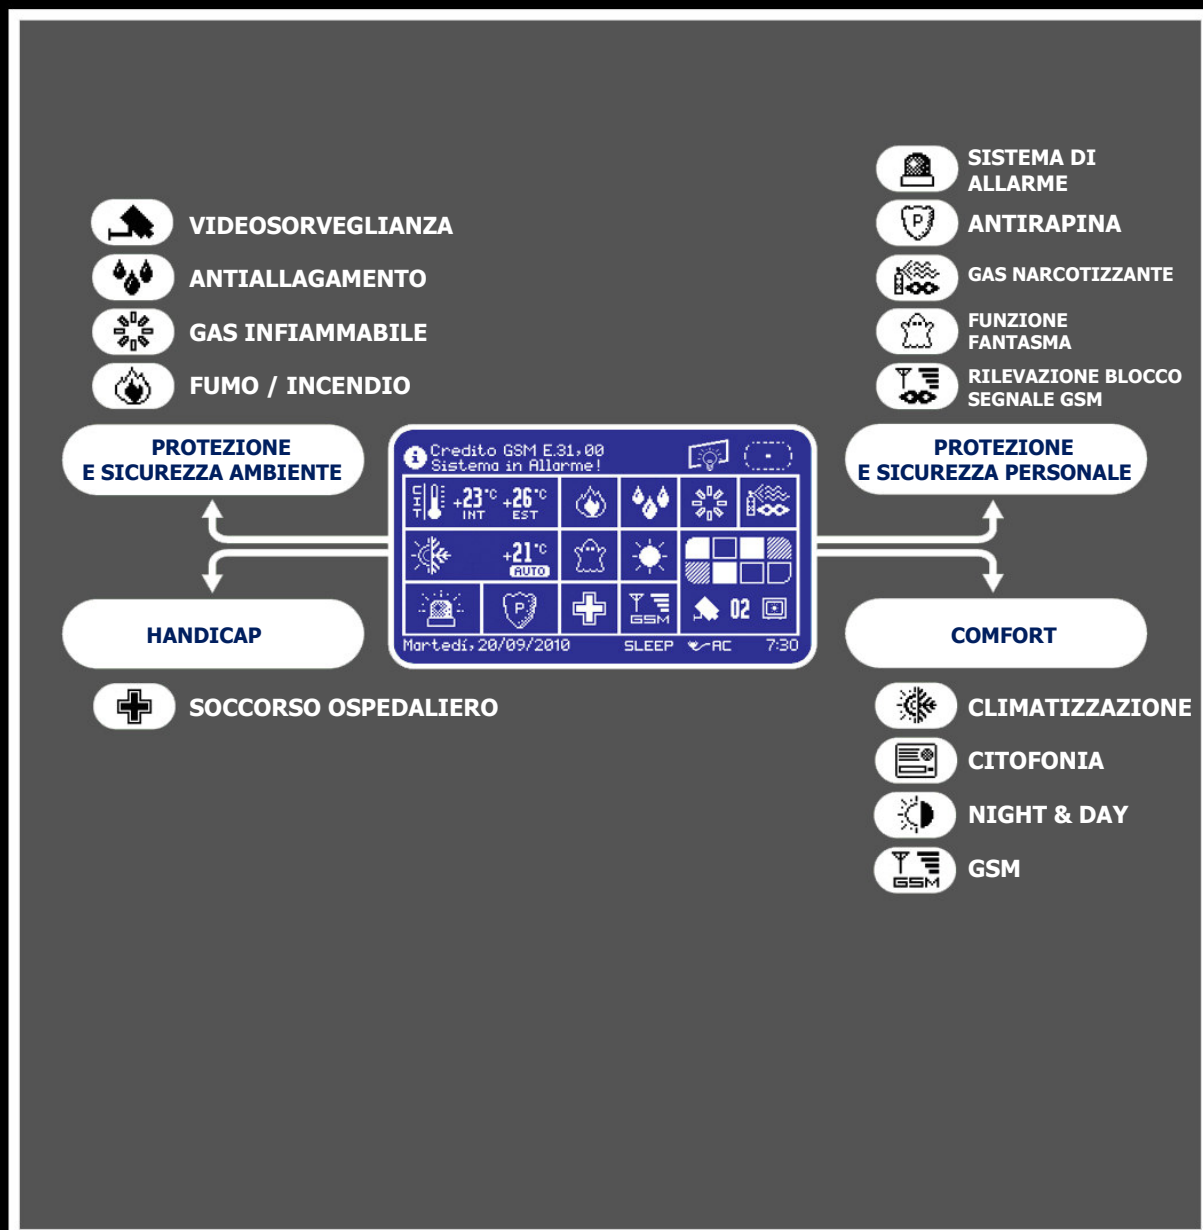 VIDEOSORVEGLIANZA
ANTIALLAGAMENTO
GAS INFIAMMABILE
FUMO / INCENDIO
PROTEZIONE
E SICUREZZA AMBIENTE
HANDICAP
SOCCORSO OSPEDALIERO
Credito GSM E.31,00
Sistema in Allarme!
CIT +23°C INT +26°C EST
+21°C
AUTO
P
GSM
02
Martedí, 20/09/2010 SLEEP AC 7:30
SISTEMA DI
ALLARME
P
ANTIRAPINA
GAS NARCOTIZZANTE
FUNZIONE
FANTASMA
RILEVAZIONE BLOCCO
SEGNALE GSM
PROTEZIONE
E SICUREZZA PERSONALE
COMFORT
CLIMATIZZAZIONE
CITOFONIA
NIGHT & DAY
GSM
GSM